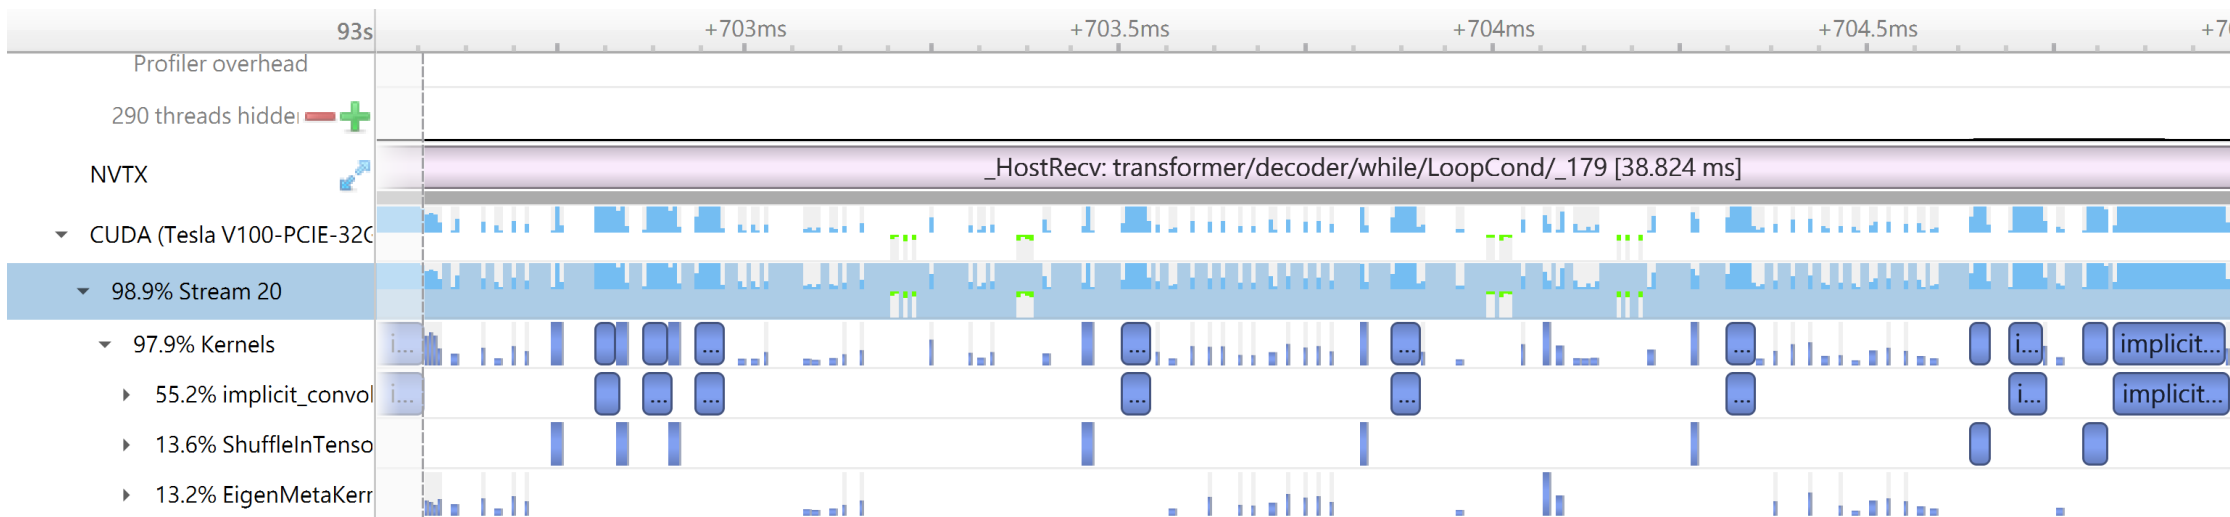 93s +703ms +703.5ms +704ms +704.5ms +70
Profiler overhead
290 threads hidde
NVTX _HostRecv: transformer/decoder/while/LoopCond/_179 [38.824 ms]
CUDA (Tesla V100-PCIE-32G
98.9% Stream 20
97.9% Kernels i... ... ... ... ... i... implicit...
55.2% implicit_convol i... ... ... ... ... ... i... implicit...
13.6% ShuffleInTenso
13.2% EigenMetaKerr